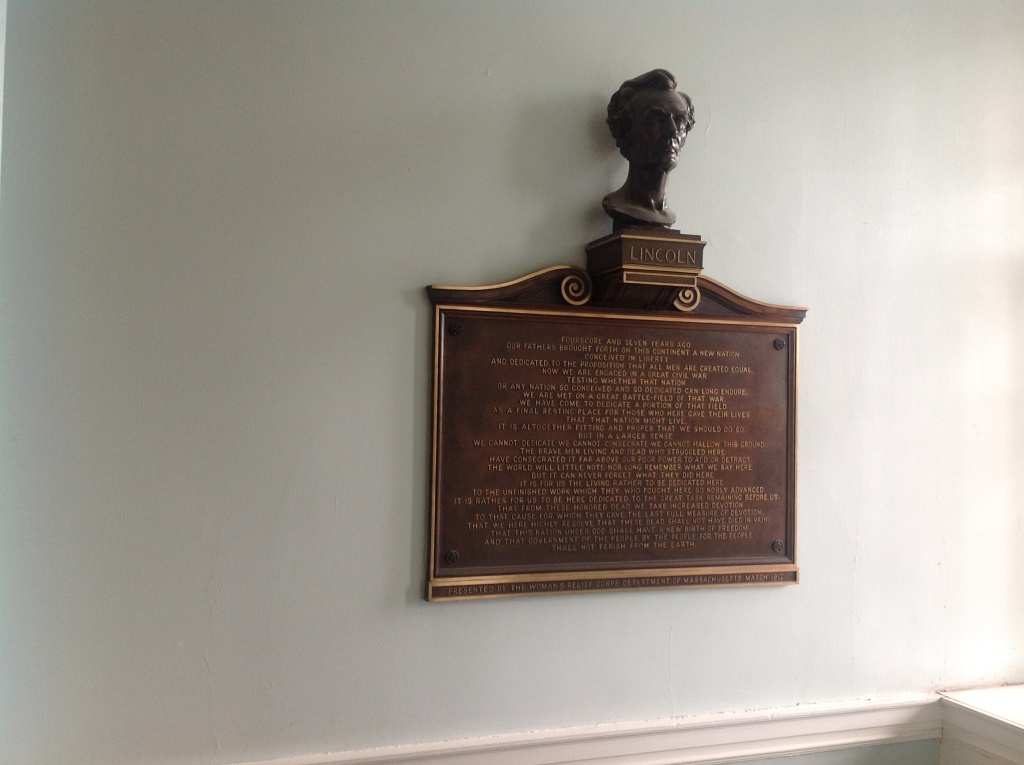 LINCOLN
FOURSCORE AND SEVEN YEARS AGO
OUR FATHERS BROUGHT FORTH ON THIS CONTINENT A NEW NATION
CONCEIVED IN LIBERTY
AND DEDICATED TO THE PROPOSITION THAT ALL MEN ARE CREATED EQUAL.
NOW WE ARE ENGAGED IN A GREAT CIVIL WAR
TESTING WHETHER THAT NATION
OR ANY NATION SO CONCEIVED AND SO DEDICATED CAN LONG ENDURE.
WE ARE MET ON A GREAT BATTLE-FIELD OF THAT WAR.
WE HAVE COME TO DEDICATE A PORTION OF THAT FIELD
AS A FINAL RESTING-PLACE FOR THOSE WHO HERE GAVE THEIR LIVES
THAT THAT NATION MIGHT LIVE.
IT IS ALTOGETHER FITTING AND PROPER THAT WE SHOULD DO SO.
BUT IN A LARGER SENSE
WE CANNOT DEDICATE·WE CANNOT CONSECRATE·WE CANNOT HALLOW THIS GROUND.
THE BRAVE MEN LIVING AND DEAD WHO STRUGGLED HERE
HAVE CONSECRATED IT FAR ABOVE OUR POOR POWER TO ADD OR DETRACT.
THE WORLD WILL LITTLE NOTE NOR LONG REMEMBER WHAT WE SAY HERE
BUT IT CAN NEVER FORGET WHAT THEY DID HERE.
IT IS FOR US THE LIVING RATHER TO BE DEDICATED HERE
TO THE UNFINISHED WORK WHICH THEY WHO FOUGHT HERE SO NOBLY ADVANCED.
IT IS RATHER FOR US TO BE HERE DEDICATED TO THE GREAT TASK REMAINING BEFORE US
THAT FROM THESE HONORED DEAD WE TAKE INCREASED DEVOTION
TO THAT CAUSE FOR WHICH THEY GAVE THE LAST FULL MEASURE OF DEVOTION,
THAT WE HERE HIGHLY RESOLVE THAT THESE DEAD SHALL NOT HAVE DIED IN VAIN,
THAT THIS NATION UNDER GOD SHALL HAVE A NEW BIRTH OF FREEDOM
AND THAT GOVERNMENT OF THE PEOPLE BY THE PEOPLE FOR THE PEOPLE
SHALL NOT PERISH FROM THE EARTH.
PRESENTED BY THE WOMAN'S RELIEF CORPS DEPARTMENT OF MASSACHUSETTS MARCH 1912